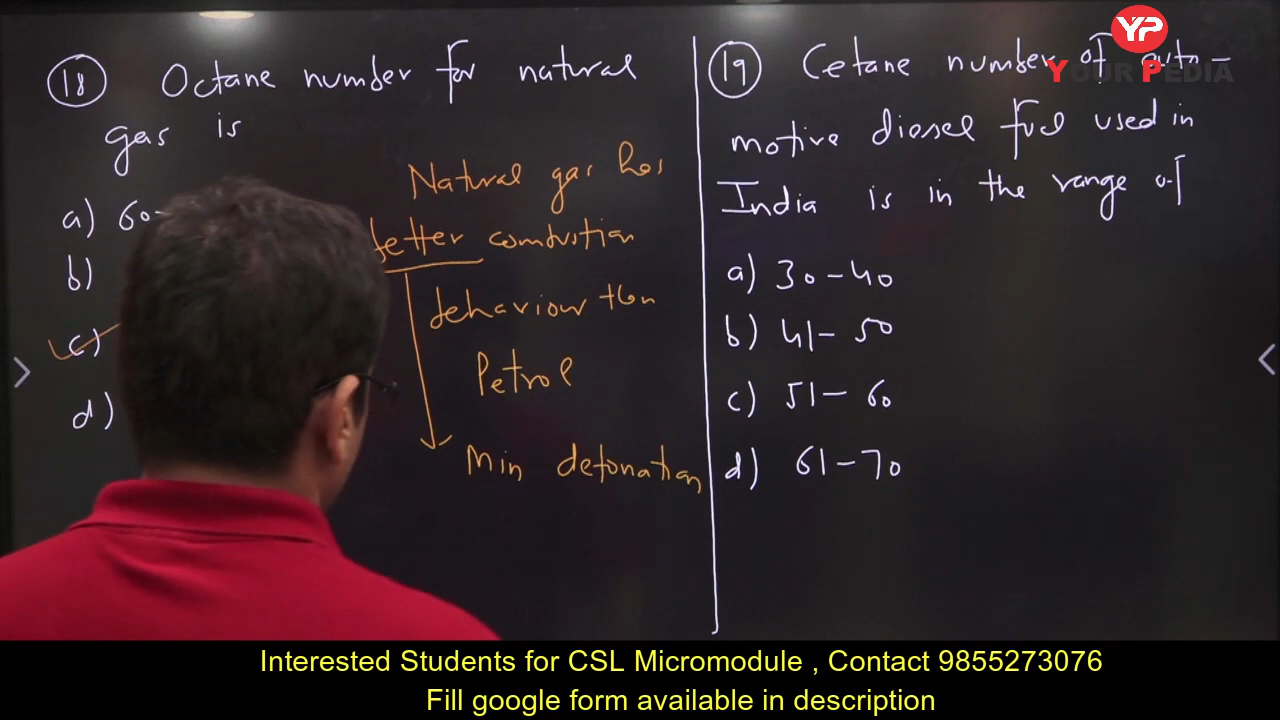 18 Octane number for natural
gas is
a) 60-
b)
c)
d)
Natural gas has
better combustion
behaviour than
Petrol
Min detonation
19 Cetane number of auto-
motive diesel fuel used in
India is in the range of
a) 30-40
b) 41-50
c) 51-60
d) 61-70
YP
YOUR PEDIA
Interested Students for CSL Micromodule , Contact 9855273076
Fill google form available in description